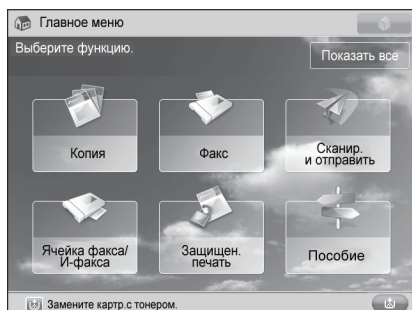 Главное меню
Выберите функцию.
Показать все
Копия
Факс
Сканир.
и отправить
Ячейка факса/
И-факса
Защищен.
печать
Пособие
Замените картр.с тонером.